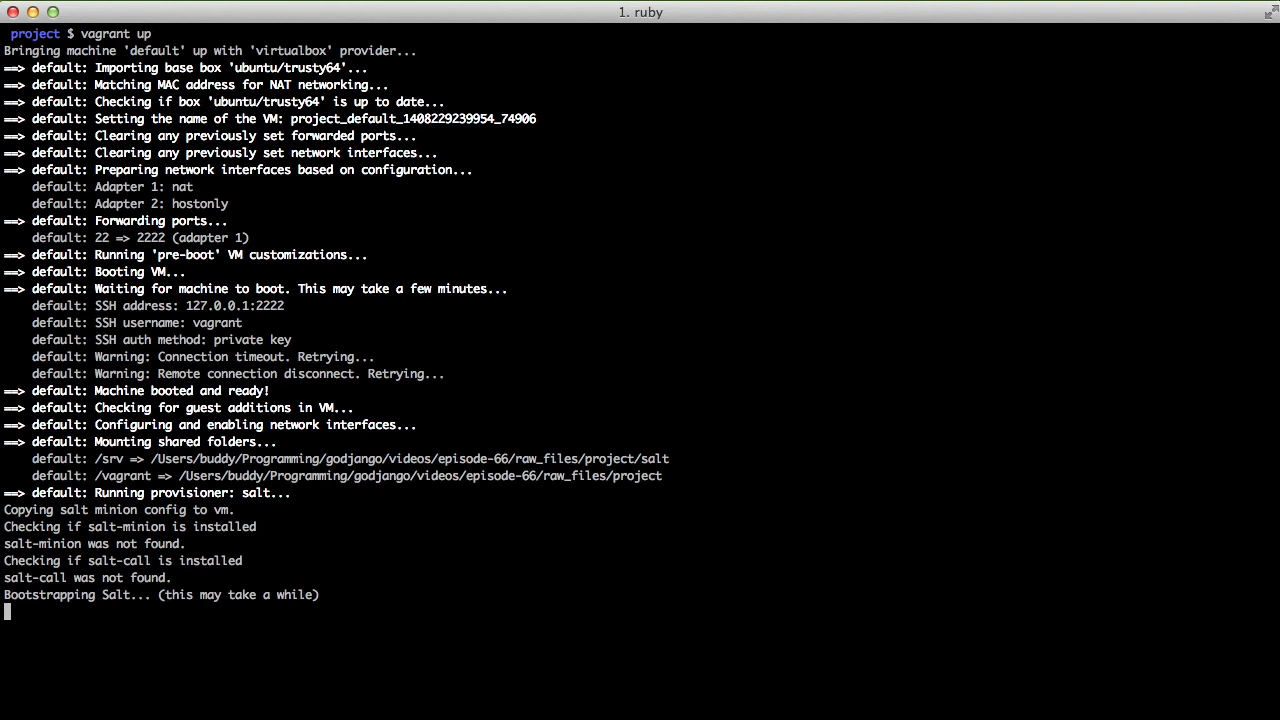 1. ruby
project $ vagrant up
Bringing machine 'default' up with 'virtualbox' provider...
==> default: Importing base box 'ubuntu/trusty64'...
==> default: Matching MAC address for NAT networking...
==> default: Checking if box 'ubuntu/trusty64' is up to date...
==> default: Setting the name of the VM: project_default_1408229239954_74906
==> default: Clearing any previously set forwarded ports...
==> default: Clearing any previously set network interfaces...
==> default: Preparing network interfaces based on configuration...
default: Adapter 1: nat
default: Adapter 2: hostonly
==> default: Forwarding ports...
default: 22 => 2222 (adapter 1)
==> default: Running 'pre-boot' VM customizations...
==> default: Booting VM...
==> default: Waiting for machine to boot. This may take a few minutes...
default: SSH address: 127.0.0.1:2222
default: SSH username: vagrant
default: SSH auth method: private key
default: Warning: Connection timeout. Retrying...
default: Warning: Remote connection disconnect. Retrying...
==> default: Machine booted and ready!
==> default: Checking for guest additions in VM...
==> default: Configuring and enabling network interfaces...
==> default: Mounting shared folders...
default: /srv => /Users/buddy/Programming/godjango/videos/episode-66/raw_files/project/salt
default: /vagrant => /Users/buddy/Programming/godjango/videos/episode-66/raw_files/project
==> default: Running provisioner: salt...
Copying salt minion config to vm.
Checking if salt-minion is installed
salt-minion was not found.
Checking if salt-call is installed
salt-call was not found.
Bootstrapping Salt... (this may take a while)